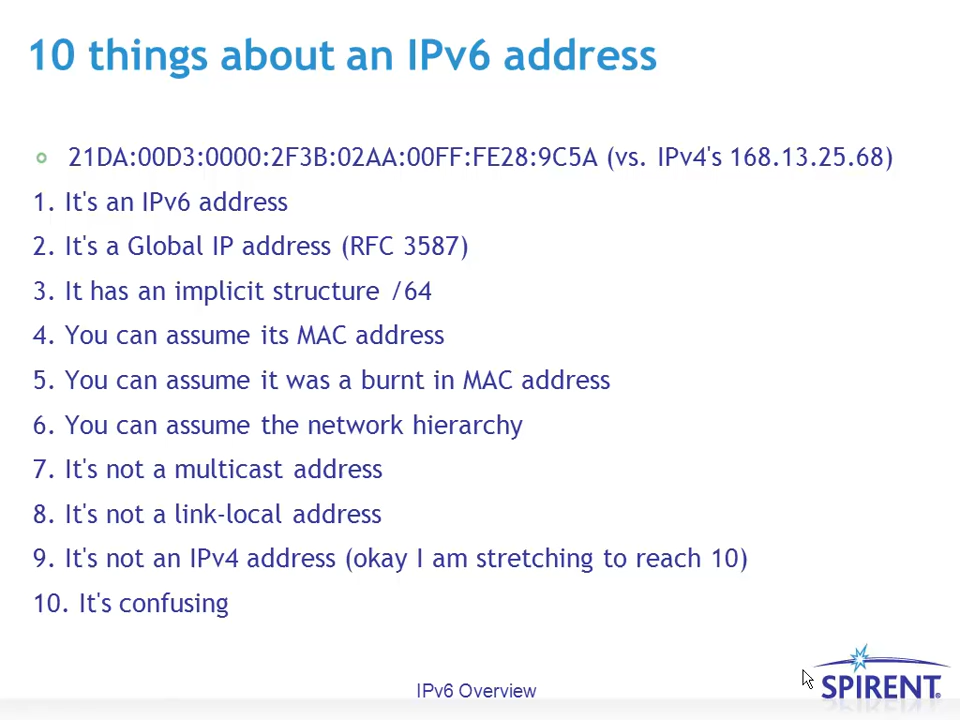 10 things about an IPv6 address
21DA:00D3:0000:2F3B:02AA:00FF:FE28:9C5A (vs. IPv4's 168.13.25.68)
1. It's an IPv6 address
2. It's a Global IP address (RFC 3587)
3. It has an implicit structure /64
4. You can assume its MAC address
5. You can assume it was a burnt in MAC address
6. You can assume the network hierarchy
7. It's not a multicast address
8. It's not a link-local address
9. It's not an IPv4 address (okay I am stretching to reach 10)
10. It's confusing
IPv6 Overview
SPIRENT®